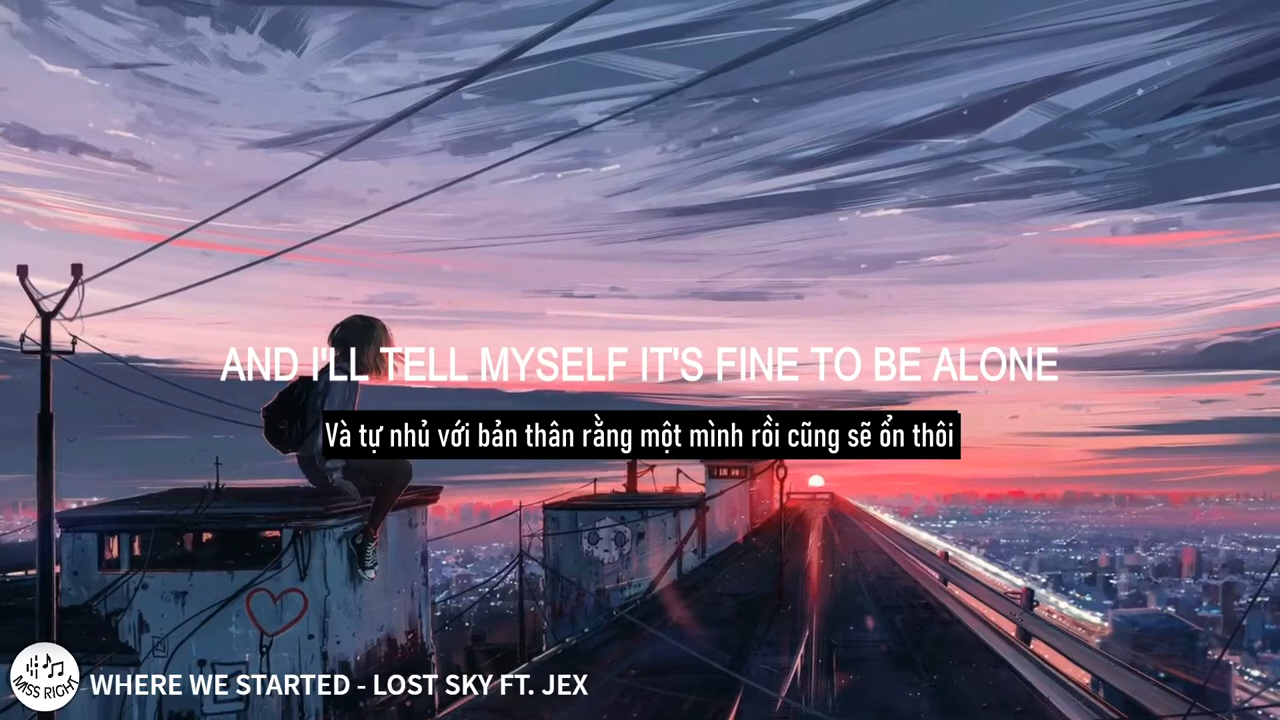 AND I'LL TELL MYSELF IT'S FINE TO BE ALONE
Và tự nhủ với bản thân rằng một mình rồi cũng sẽ ổn thôi
MISS RIGHT
WHERE WE STARTED - LOST SKY FT. JEX